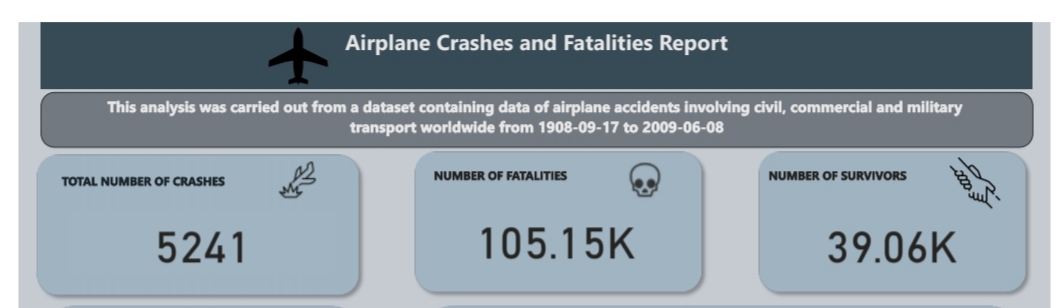 Airplane Crashes and Fatalities Report
This analysis was carried out from a dataset containing data of airplane accidents involving civil, commercial and military
transport worldwide from 1908-09-17 to 2009-06-08
TOTAL NUMBER OF CRASHES
5241
NUMBER OF FATALITIES
105.15K
NUMBER OF SURVIVORS
39.06K